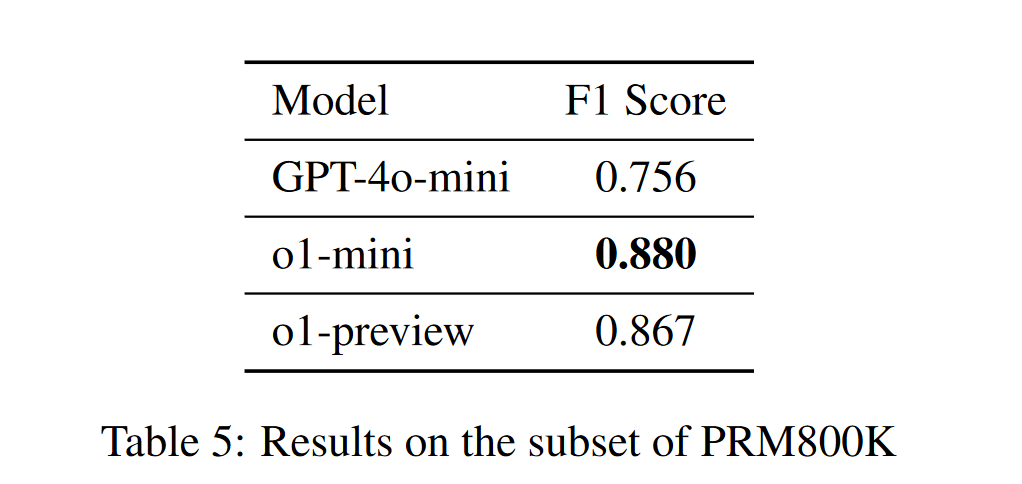 Model F1 Score
GPT-4o-mini 0.756
o1-mini 0.880
o1-preview 0.867
Table 5: Results on the subset of PRM800K